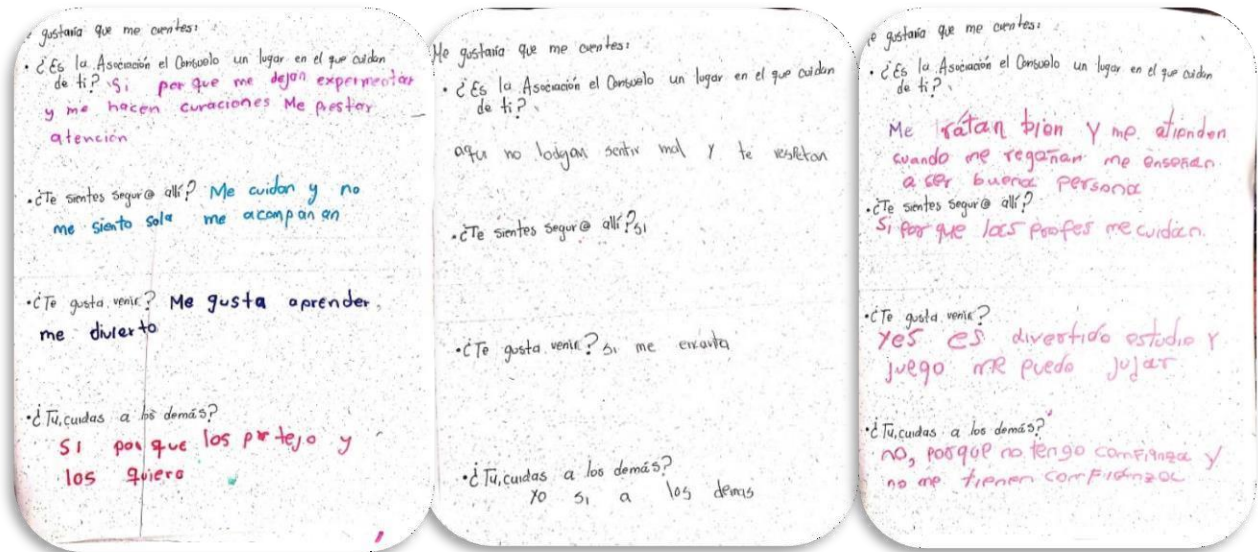 gustaría que me cuentes:
• ¿Es la Asociación el Consuelo un lugar en el que cuidan
de ti? Si por que me dejan experimentar
y me hacen curaciones Me prestar
atención
• ¿Te sientes segur@ allí? Me cuidan y no
me siento sola me acompañan
• ¿Te gusta venir? Me gusta aprender
me divierto
• ¿Tú, cuidas a los demás?
SI por que los portejo y
los quiero
Me gustaría que me cuentes:
• ¿Es la Asociación el Consuelo un lugar en el que cuidan
de ti?
aqui no sentir mal y te respetan
• ¿Te sientes segur@ allí? si
• ¿Te gusta venir? si me encanta
• ¿Tú, cuidas a los demás?
Yo si a los demas
e gustaría que me cuentes:
• ¿Es la Asociación el Consuelo un lugar en el que cuidan
de ti?
Me tratan bien Y me atienden
cuando me regañan me enseñan
a ser buena persona
• ¿Te sientes segur@ allí?
Si por que las profes me cuidan.
• ¿Te gusta venir?
yes es divertido estudio Y
juego me puedo jujar
• ¿Tú, cuidas a los demás?
no, porque no tengo confianza y
no me tienen confianza